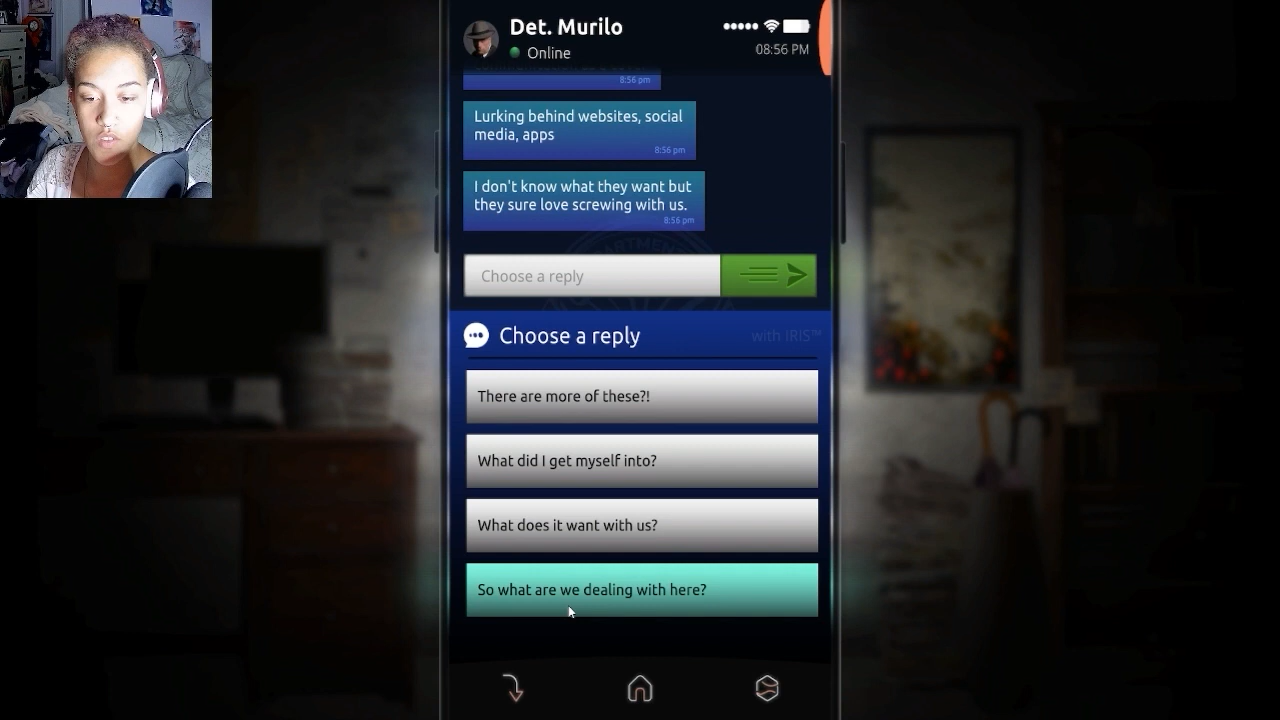 Det. Murilo
Online
08:56 PM
8:56 pm
Lurking behind websites, social
media, apps
8:56 pm
I don't know what they want but
they sure love screwing with us.
8:56 pm
Choose a reply
Choose a reply
with IRIS™
There are more of these?!
What did I get myself into?
What does it want with us?
So what are we dealing with here?